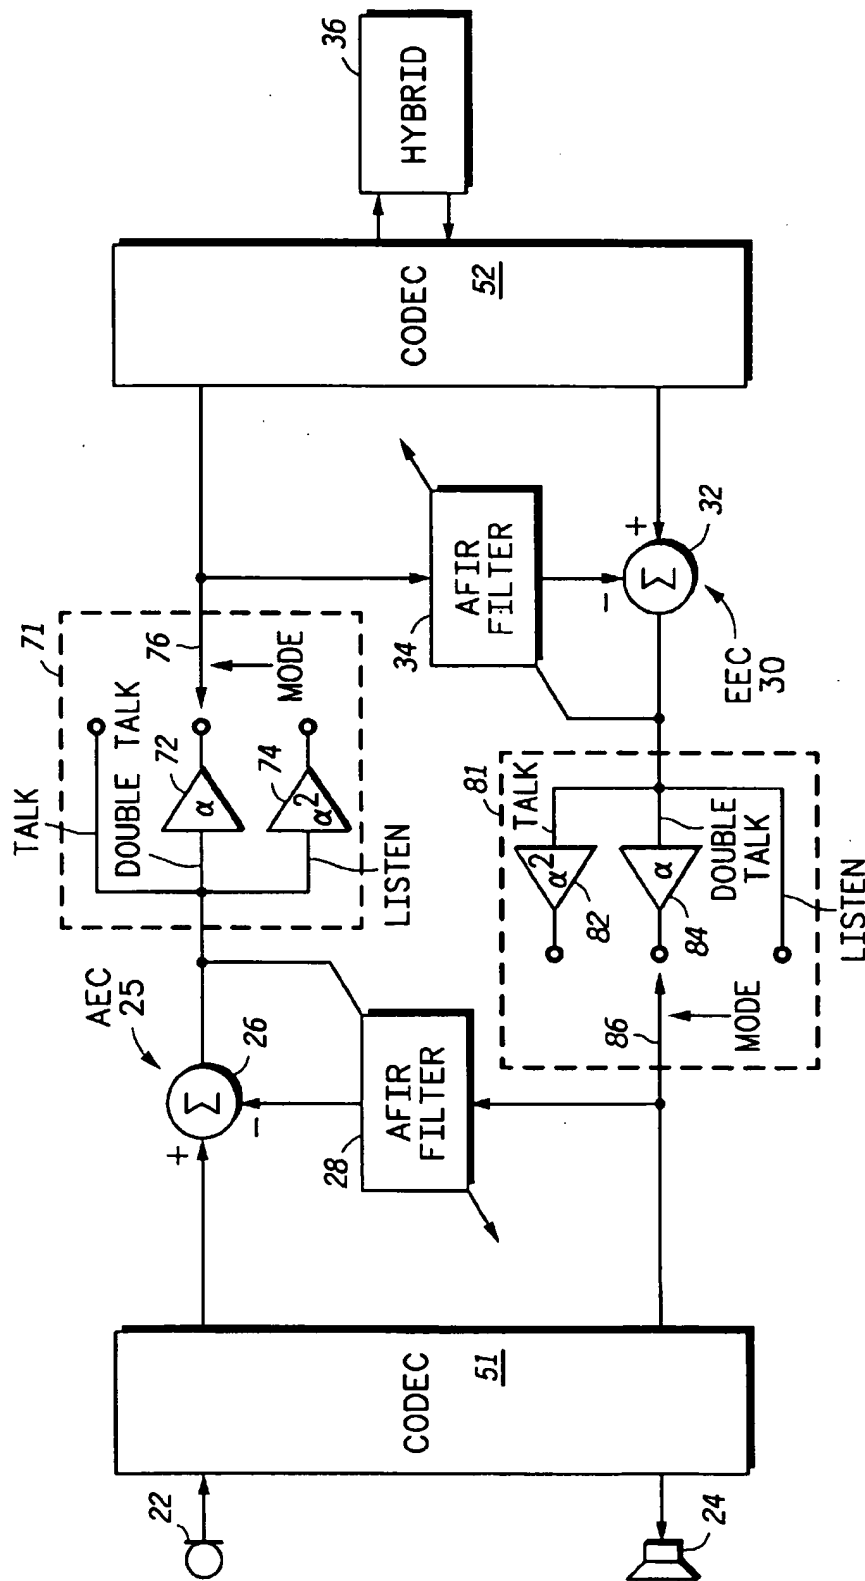 TALK
71
AEC
25
DOUBLE TALK
76
72
22
26
+
Σ
α
−
74
MODE
α²
36
28
LISTEN
34
AFIR
FILTER
AFIR
FILTER
HYBRID
CODEC
51
CODEC
52
81
TALK
α²
82
−
+
Σ
32
86
α
84
DOUBLE
TALK
24
MODE
EEC
30
LISTEN